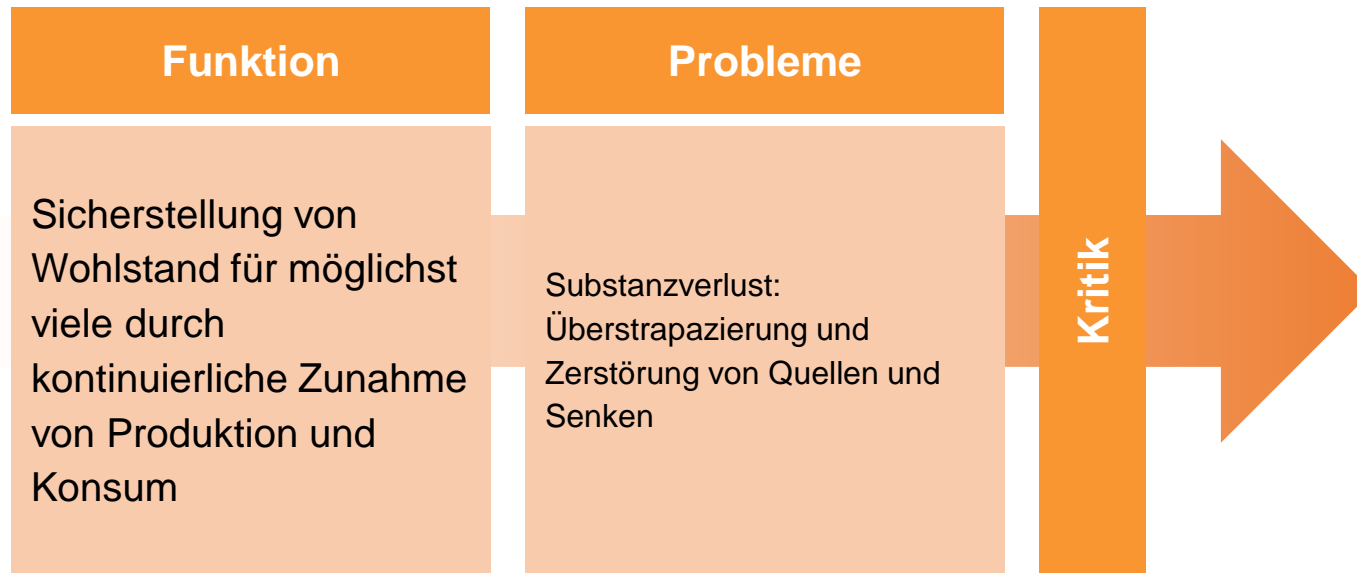 Funktion
Sicherstellung von
Wohlstand für möglichst
viele durch
kontinuierliche Zunahme
von Produktion und
Konsum
Probleme
Substanzverlust:
Überstrapazierung und
Zerstörung von Quellen und
Senken
Kritik